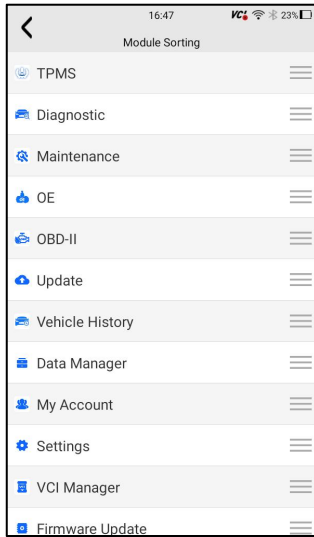 16:47 VC 23%
Module Sorting
TPMS
Diagnostic
Maintenance
OE
OBD-II
Update
Vehicle History
Data Manager
My Account
Settings
VCI Manager
Firmware Update